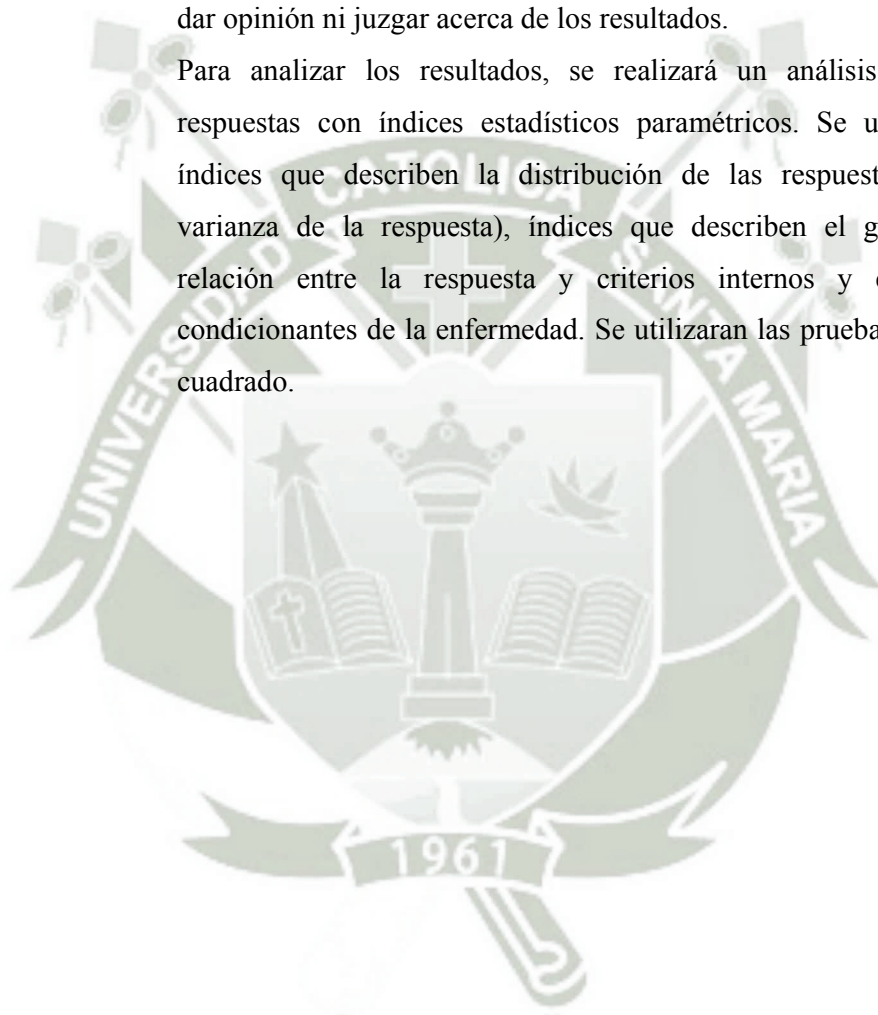 dar opinión ni juzgar acerca de los resultados.
Para analizar los resultados, se realizará un análisis
respuestas con índices estadísticos paramétricos. Se u
índices que describen la distribución de las respuest
varianza de la respuesta), índices que describen el g
relación entre la respuesta y criterios internos y
condicionantes de la enfermedad. Se utilizaran las prueba
cuadrado.
UNIVERSIDAD CATOLICA SANTA MARIA
1961